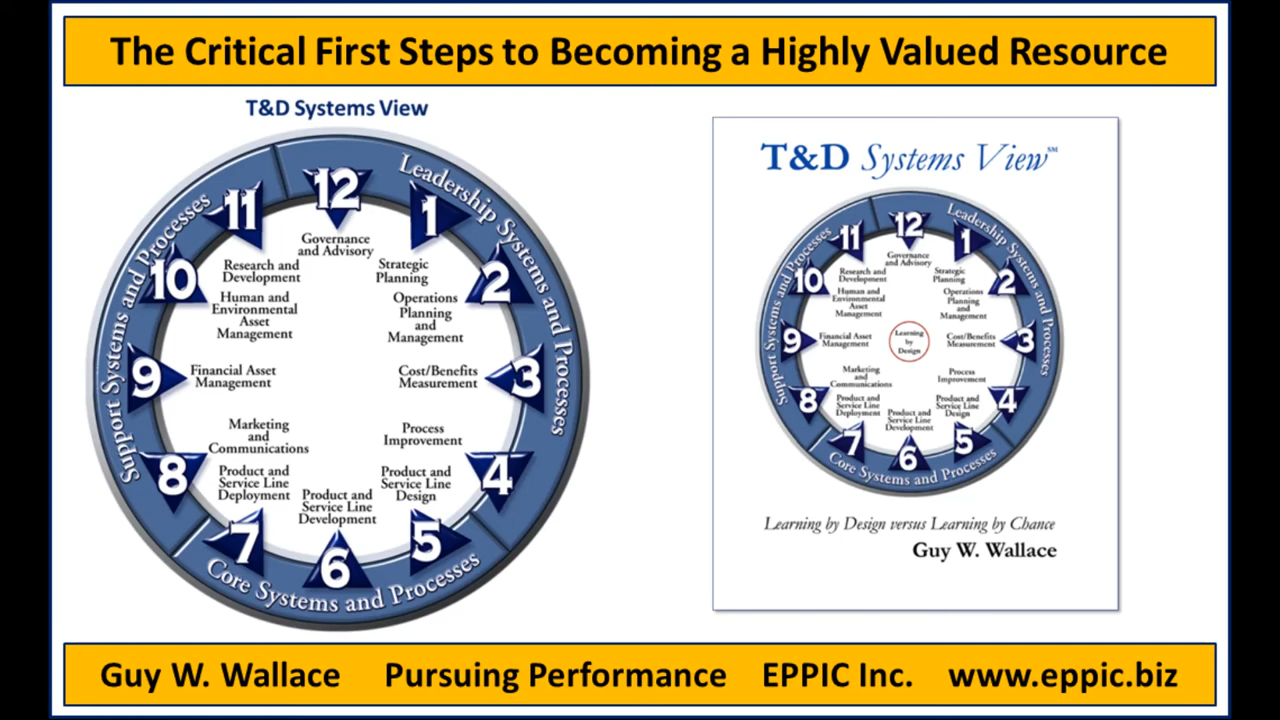 The Critical First Steps to Becoming a Highly Valued Resource
T&D Systems View
Leadership Systems and Processes
Core Systems and Processes
Support Systems and Processes
12
Governance
and Advisory
1
Strategic
Planning
2
Operations
Planning
and
Management
3
Cost/Benefits
Measurement
4
Process
Improvement
5
Product and
Service Line
Design
6
Product and
Service Line
Development
7
Product and
Service Line
Deployment
8
Marketing
and
Communications
9
Financial Asset
Management
10
Human and
Environmental
Asset
Management
11
Research and
Development
T&D Systems View℠
Leadership Systems and Processes
Core Systems and Processes
Support Systems and Processes
12
Governance
and Advisory
1
Strategic
Planning
2
Operations
Planning
and
Management
3
Cost/Benefits
Measurement
4
Process
Improvement
5
Product and
Service Line
Design
6
Product and
Service Line
Development
7
Product and
Service Line
Deployment
8
Marketing
and
Communications
9
Financial Asset
Management
10
Human and
Environmental
Asset
Management
11
Research and
Development
Learning
by
Design
Learning by Design versus Learning by Chance
Guy W. Wallace
Guy W. Wallace Pursuing Performance EPPIC Inc. www.eppic.biz